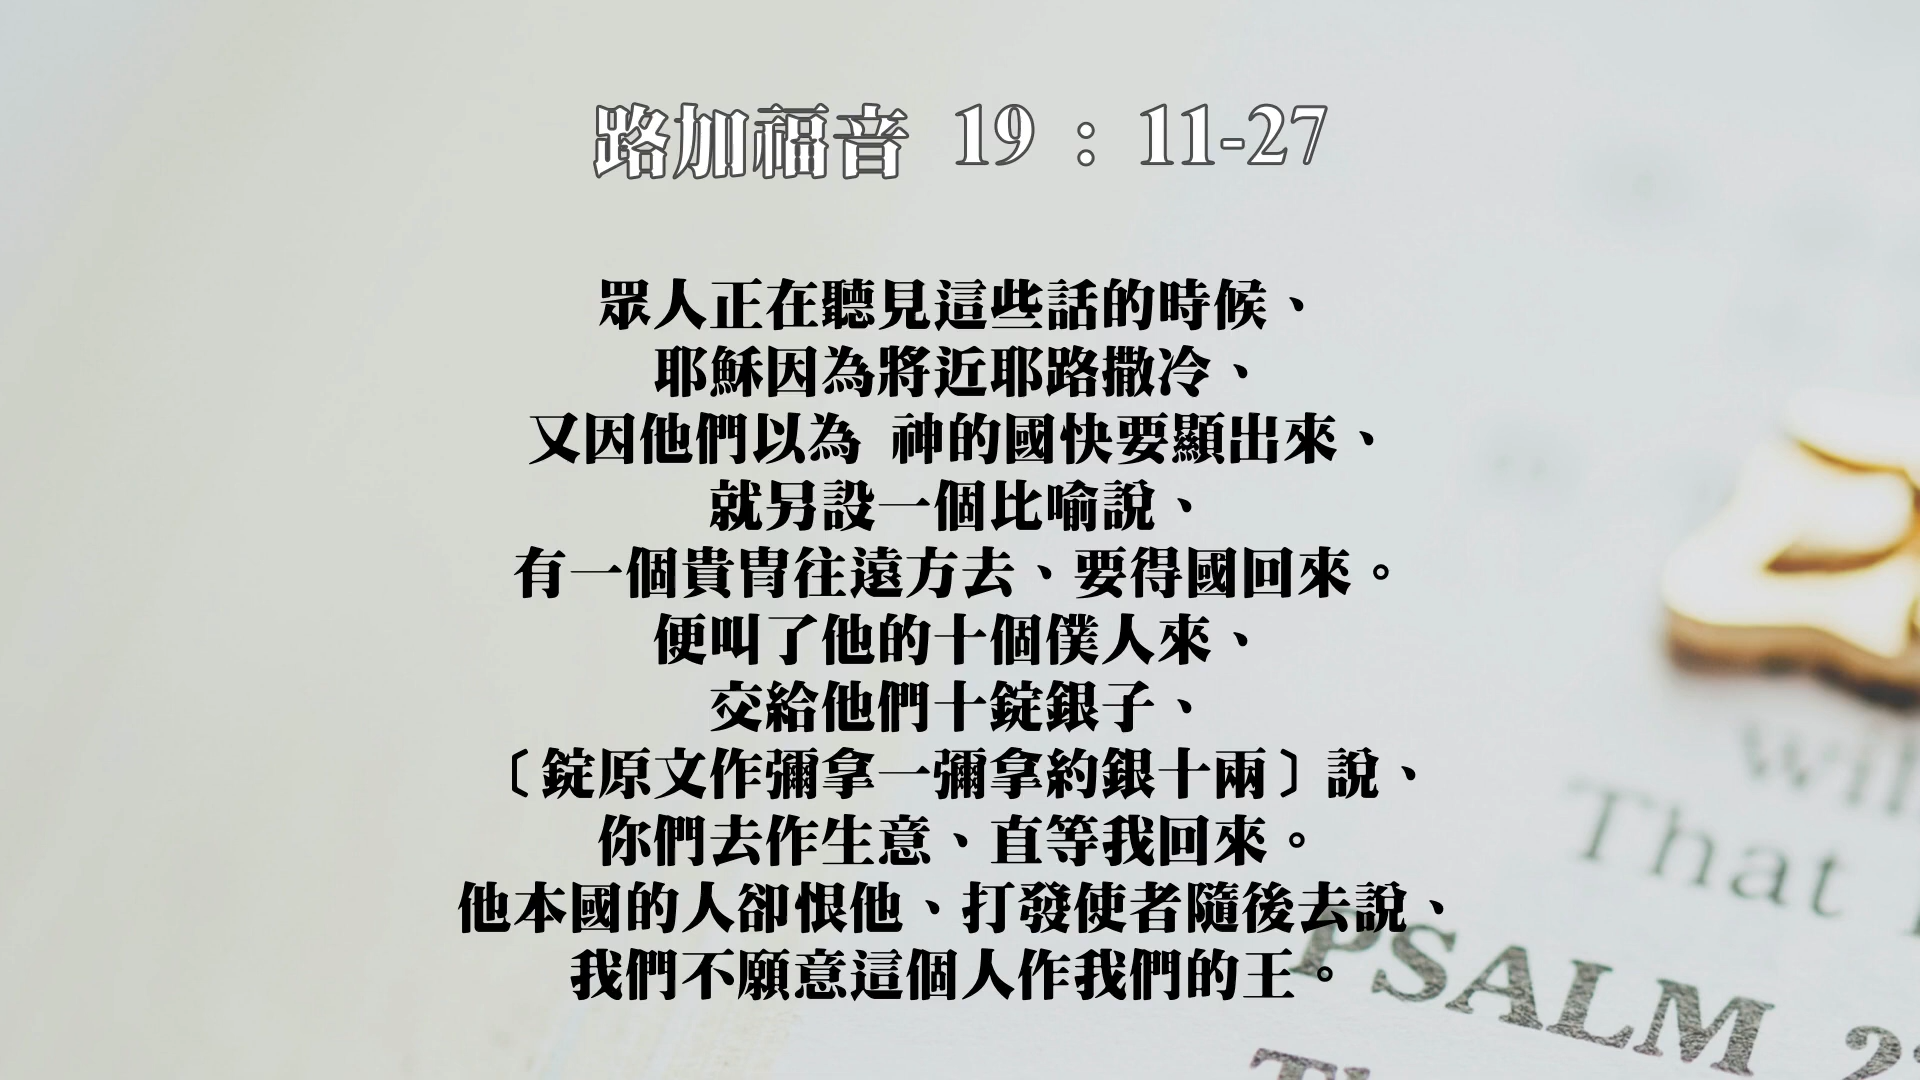 路加福音 19 : 11-27
眾人正在聽見這些話的時候、
耶穌因為將近耶路撒冷、
又因他們以為 神的國快要顯出來、
就另設一個比喻說、
有一個貴冑往遠方去、要得國回來。
便叫了他的十個僕人來、
交給他們十錠銀子、
〔錠原文作彌拿一彌拿約銀十兩〕說、
你們去作生意、直等我回來。
他本國的人卻恨他、打發使者隨後去說、
我們不願意這個人作我們的王。
will
That
PSALM 2